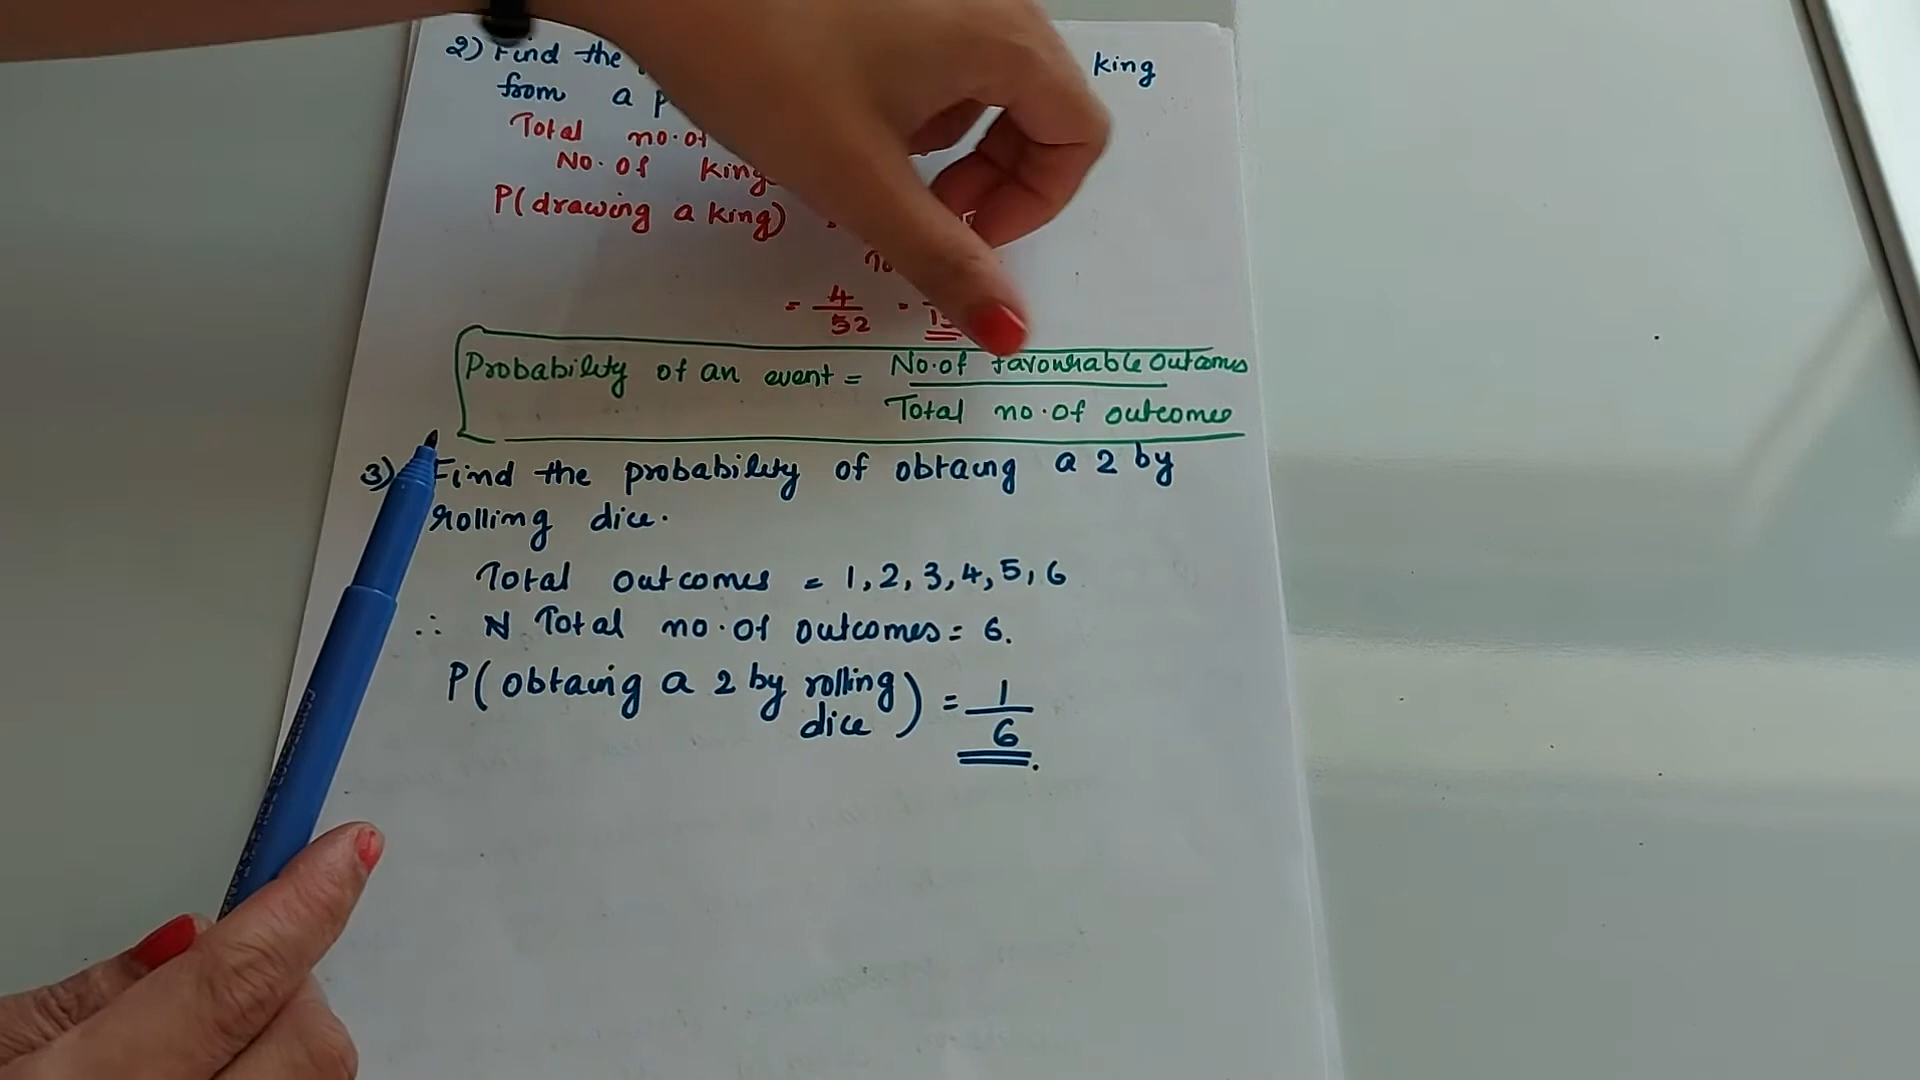 2) Find the king
from a p
Total no. of
No. of king
P(drawing a king)
= 4/52 =
Probability of an event = No. of favourable outcomes / Total no. of outcomes
3) Find the probability of obtaing a 2 by
rolling dice.
Total outcomes = 1, 2, 3, 4, 5, 6
∴ N Total no. of outcomes = 6.
P( obtaing a 2 by rolling dice ) = 1/6.